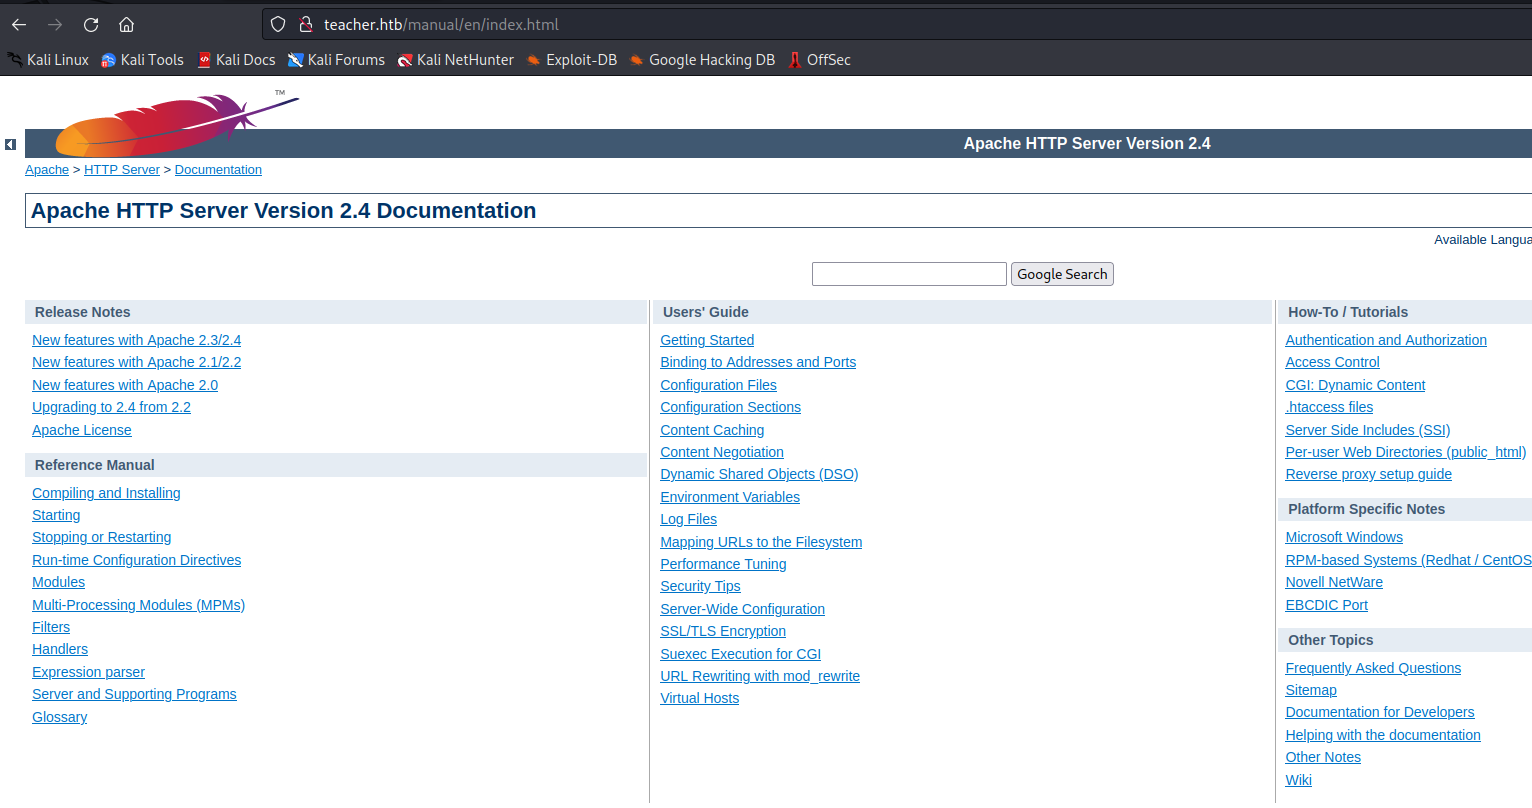 teacher.htb/manual/en/index.html
Kali Linux Kali Tools Kali Docs Kali Forums Kali NetHunter Exploit-DB Google Hacking DB OffSec
TM
Apache HTTP Server Version 2.4
Apache > HTTP Server > Documentation
Apache HTTP Server Version 2.4 Documentation
Available Langua
Google Search
Release Notes
New features with Apache 2.3/2.4
New features with Apache 2.1/2.2
New features with Apache 2.0
Upgrading to 2.4 from 2.2
Apache License
Reference Manual
Compiling and Installing
Starting
Stopping or Restarting
Run-time Configuration Directives
Modules
Multi-Processing Modules (MPMs)
Filters
Handlers
Expression parser
Server and Supporting Programs
Glossary
Users' Guide
Getting Started
Binding to Addresses and Ports
Configuration Files
Configuration Sections
Content Caching
Content Negotiation
Dynamic Shared Objects (DSO)
Environment Variables
Log Files
Mapping URLs to the Filesystem
Performance Tuning
Security Tips
Server-Wide Configuration
SSL/TLS Encryption
Suexec Execution for CGI
URL Rewriting with mod_rewrite
Virtual Hosts
How-To / Tutorials
Authentication and Authorization
Access Control
CGI: Dynamic Content
.htaccess files
Server Side Includes (SSI)
Per-user Web Directories (public_html)
Reverse proxy setup guide
Platform Specific Notes
Microsoft Windows
RPM-based Systems (Redhat / CentOS
Novell NetWare
EBCDIC Port
Other Topics
Frequently Asked Questions
Sitemap
Documentation for Developers
Helping with the documentation
Other Notes
Wiki